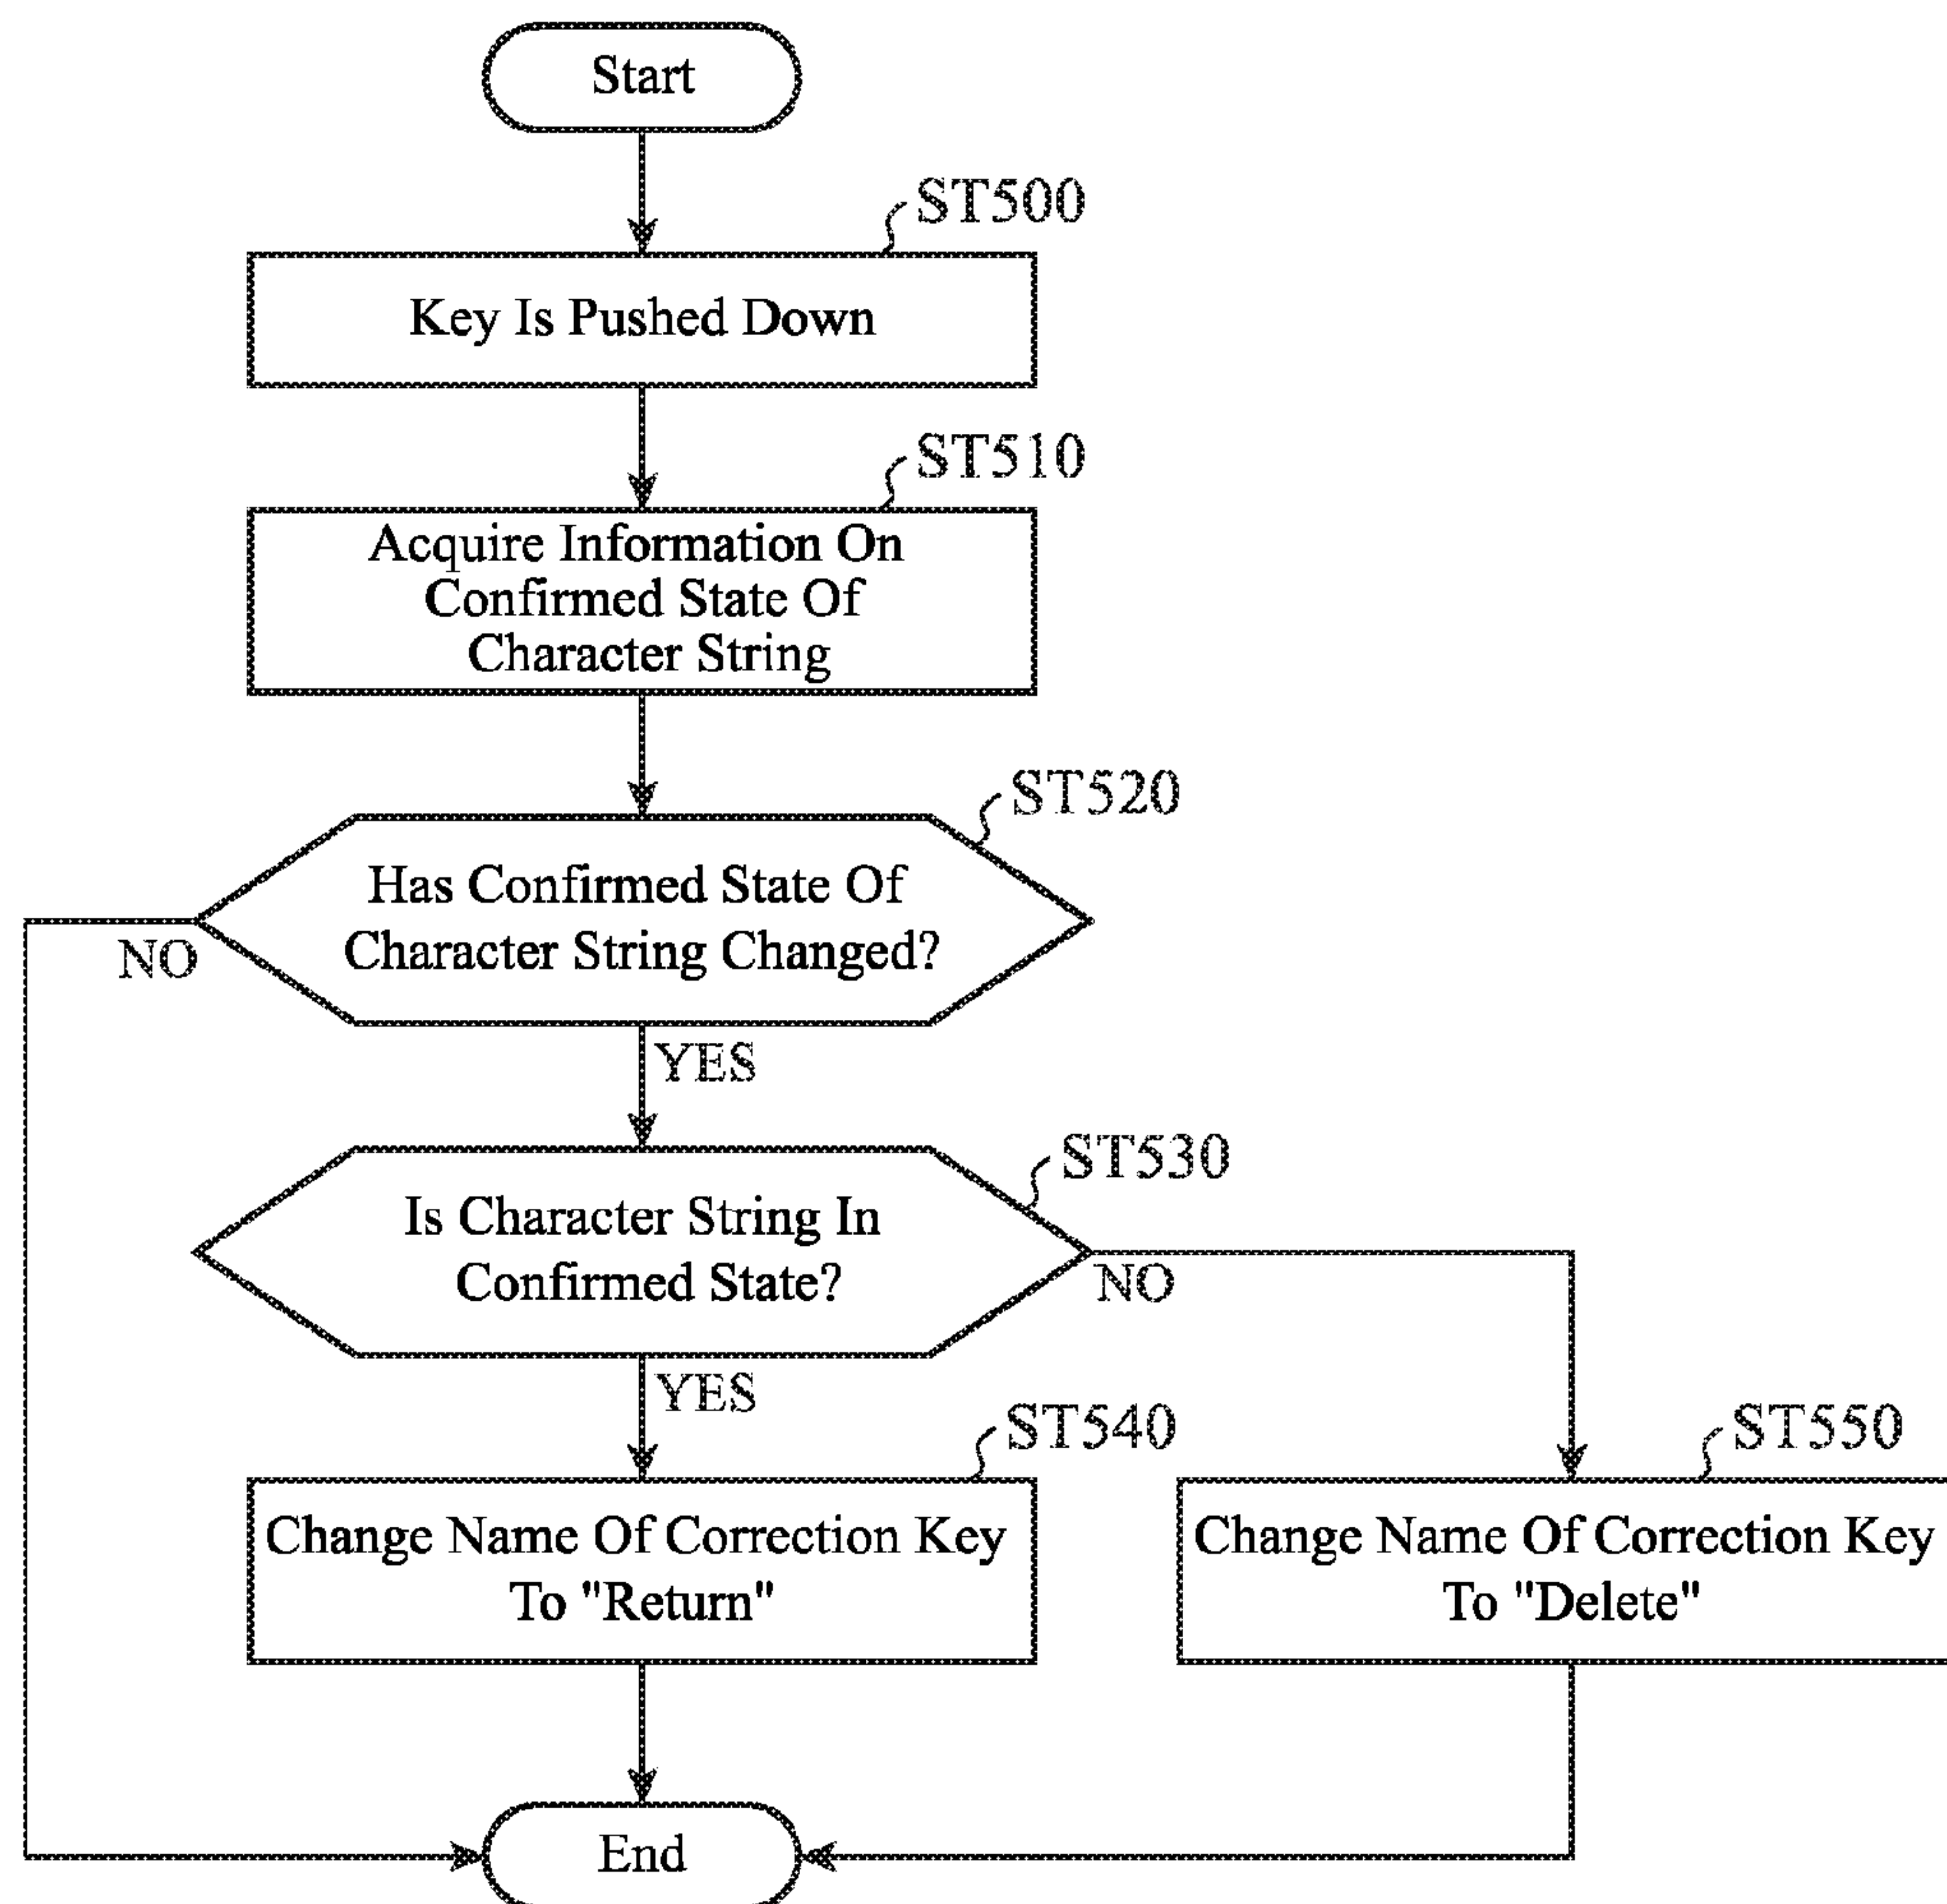 Start
ST500
Key Is Pushed Down
ST510
Acquire Information On
Confirmed State Of
Character String
ST520
Has Confirmed State Of
Character String Changed?
NO
YES
ST530
Is Character String In
Confirmed State?
NO
YES
ST540
Change Name Of Correction Key
To "Return"
ST550
Change Name Of Correction Key
To "Delete"
End